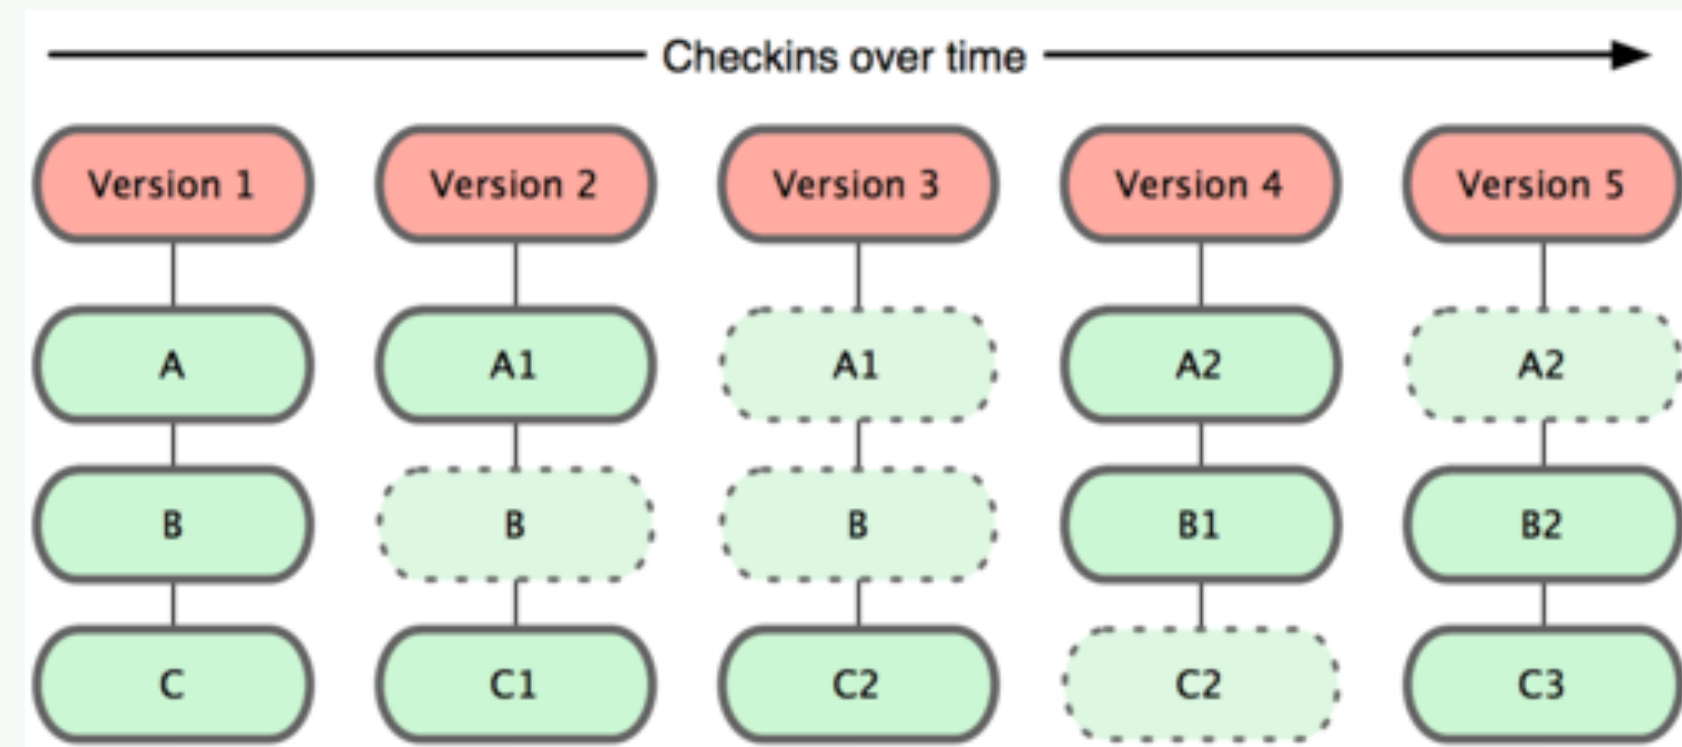 Checkins over time
Version 1 Version 2 Version 3 Version 4 Version 5
A A1 A1 A2 A2
B B B B1 B2
C C1 C2 C2 C3